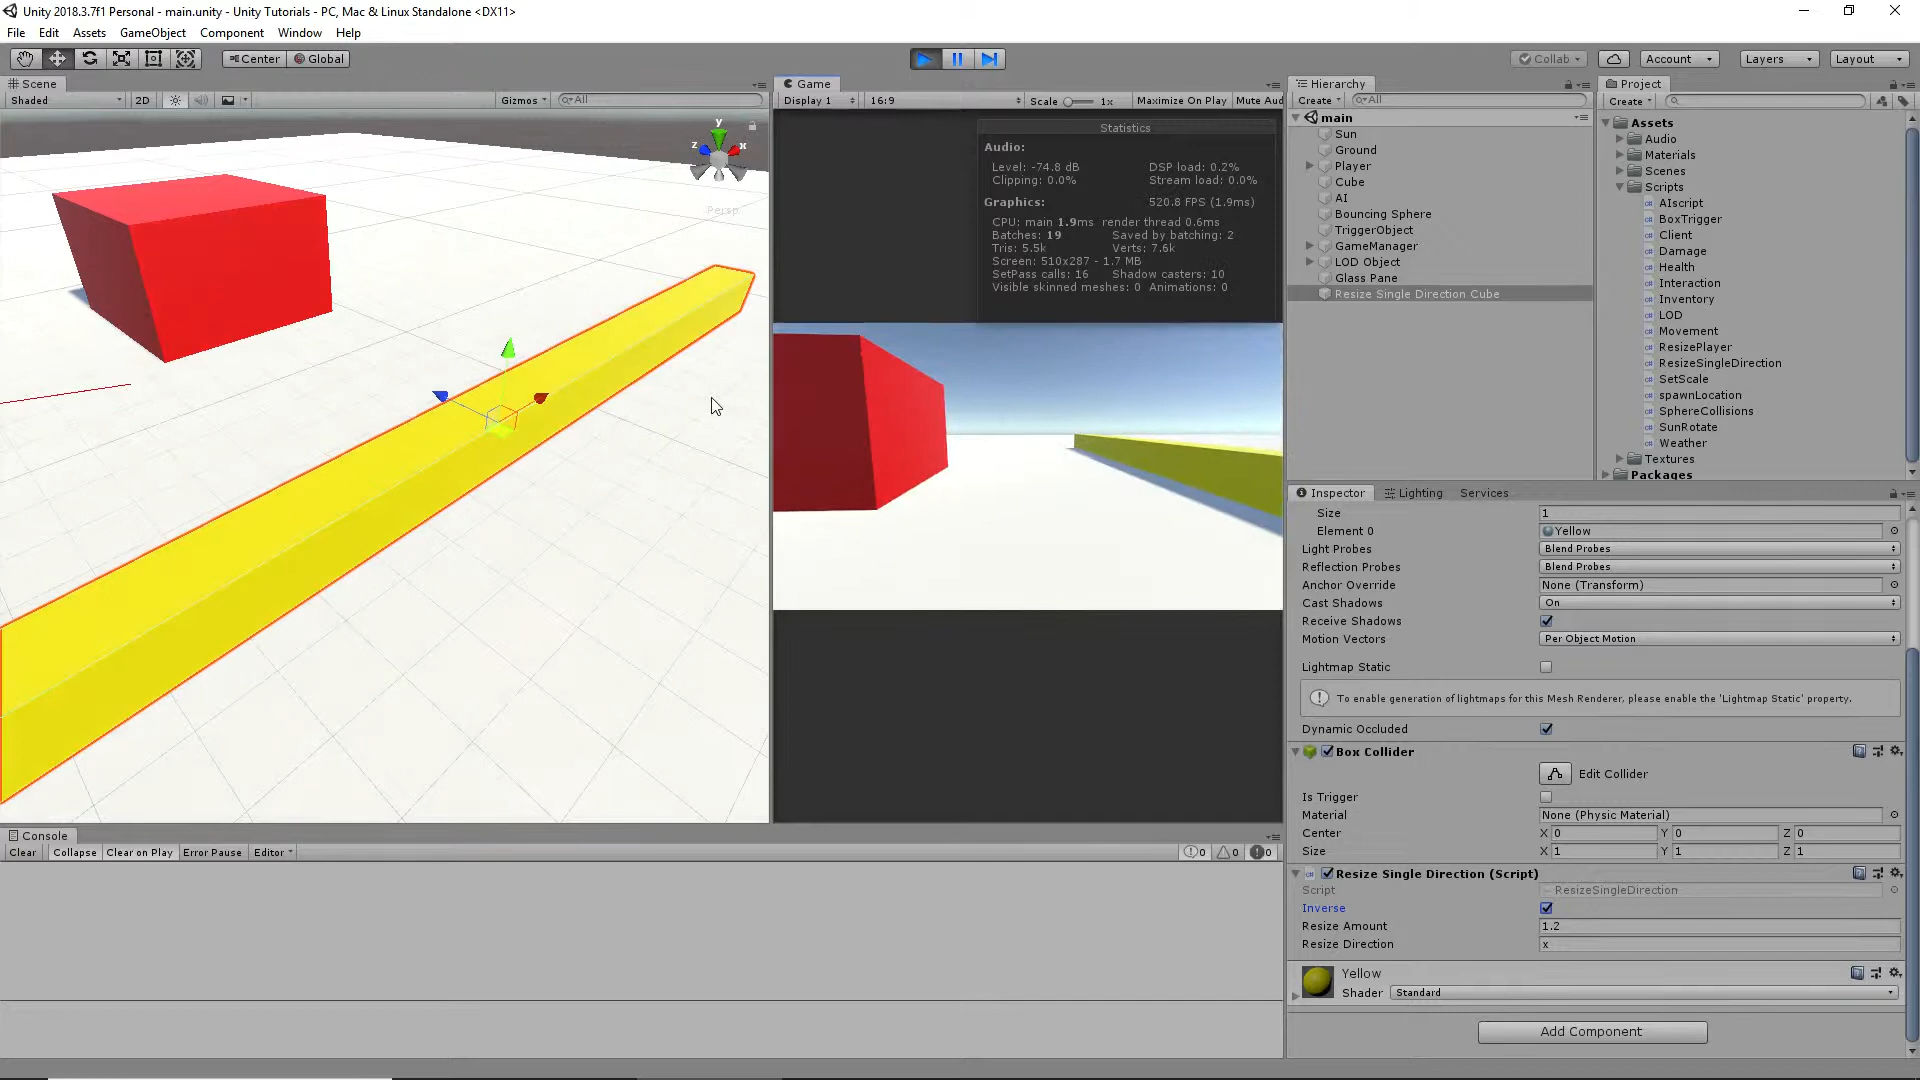 Unity 2018.3.7f1 Personal - main.unity - Unity Tutorials - PC, Mac & Linux Standalone <DX11>
File Edit Assets GameObject Component Window Help
Center Global
Collab Account Layers Layout
Scene
Shaded 2D Gizmos All
y
z x
Persp
Game
Display 1 16:9 Scale 1x Maximize On Play Mute Aud
Statistics
Audio:
Level: -74.8 dB DSP load: 0.2%
Clipping: 0.0% Stream load: 0.0%
Graphics: 520.8 FPS (1.9ms)
CPU: main 1.9ms render thread 0.6ms
Batches: 19 Saved by batching: 2
Tris: 5.5k Verts: 7.6k
Screen: 510x287 - 1.7 MB
SetPass calls: 16 Shadow casters: 10
Visible skinned meshes: 0 Animations: 0
Hierarchy
Create All
main
Sun
Ground
Player
Cube
AI
Bouncing Sphere
TriggerObject
GameManager
LOD Object
Glass Pane
Resize Single Direction Cube
Project
Create
Assets
Audio
Materials
Scenes
Scripts
AIscript
BoxTrigger
Client
Damage
Health
Interaction
Inventory
LOD
Movement
ResizePlayer
ResizeSingleDirection
SetScale
spawnLocation
SphereCollisions
SunRotate
Weather
Textures
Packages
Inspector Lighting Services
Size 1
Element 0 Yellow
Light Probes Blend Probes
Reflection Probes Blend Probes
Anchor Override None (Transform)
Cast Shadows On
Receive Shadows
Motion Vectors Per Object Motion
Lightmap Static
To enable generation of lightmaps for this Mesh Renderer, please enable the 'Lightmap Static' property.
Dynamic Occluded
Box Collider
Edit Collider
Is Trigger
Material None (Physic Material)
Center X 0 Y 0 Z 0
Size X 1 Y 1 Z 1
Resize Single Direction (Script)
Script ResizeSingleDirection
Inverse
Resize Amount 1.2
Resize Direction x
Yellow
Shader Standard
Add Component
Console
Clear Collapse Clear on Play Error Pause Editor 0 0 0